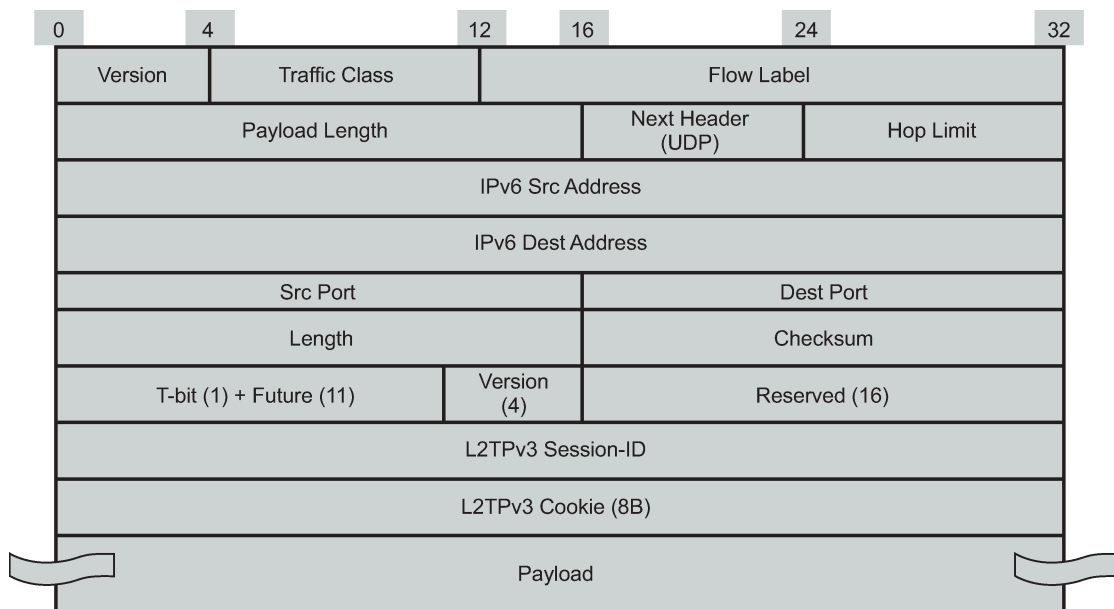 0 4 12 16 24 32
Version Traffic Class Flow Label
Payload Length Next Header Hop Limit
(UDP)
IPv6 Src Address
IPv6 Dest Address
Src Port Dest Port
Length Checksum
T-bit (1) + Future (11) Version Reserved (16)
(4)
L2TPv3 Session-ID
L2TPv3 Cookie (8B)
Payload